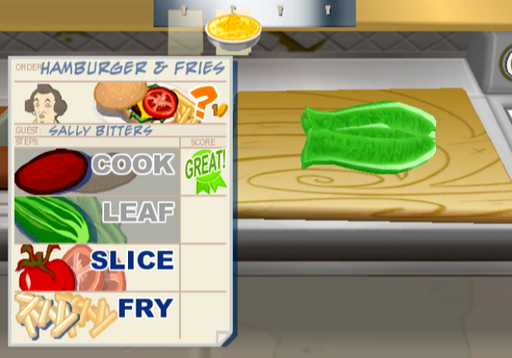 ORDER: HAMBURGER & FRIES
GUEST: SALLY BITTERS
STEPS: SCORE
COOK GREAT!
LEAF
SLICE
FRY